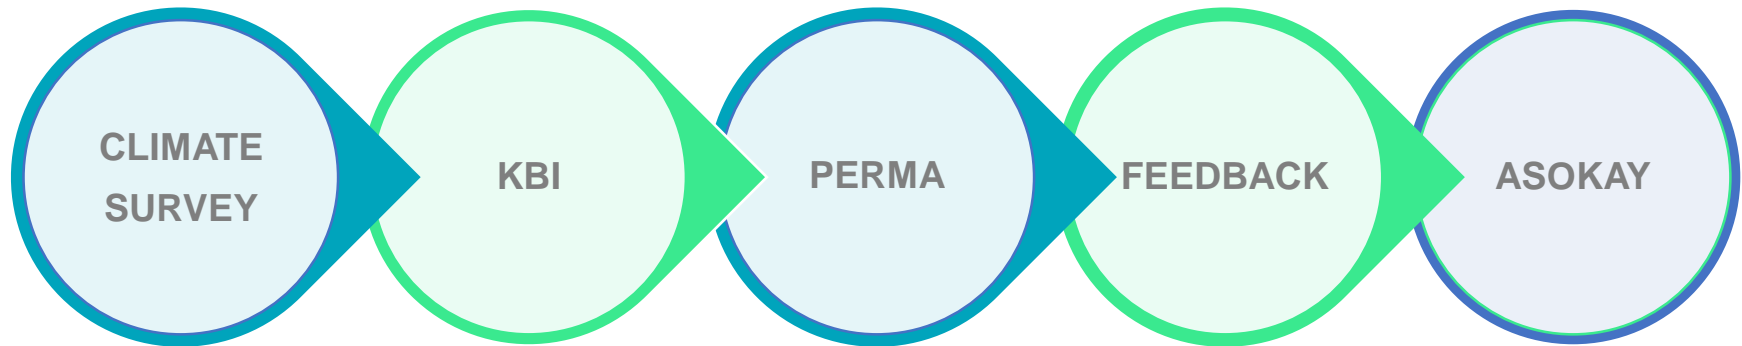 CLIMATE
SURVEY
KBI
PERMA
FEEDBACK
ASOKAY